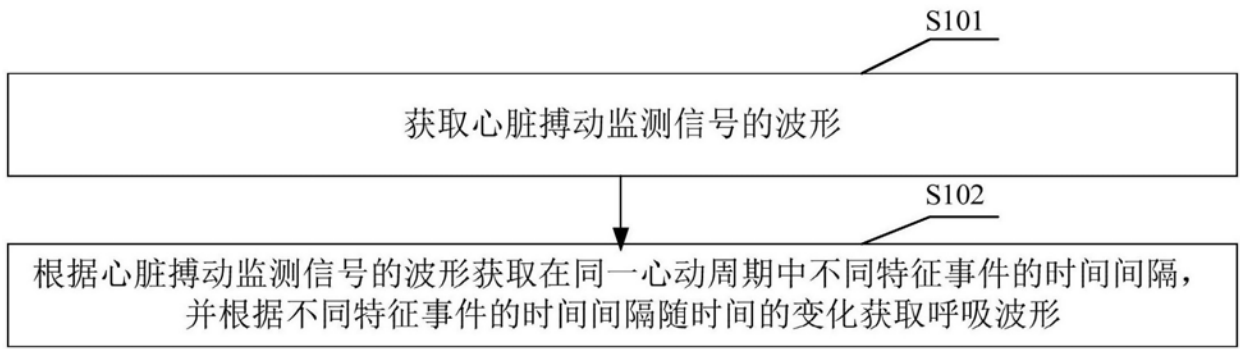 S101
获取心脏搏动监测信号的波形
S102
根据心脏搏动监测信号的波形获取在同一心动周期中不同特征事件的时间间隔，
并根据不同特征事件的时间间隔随时间的变化获取呼吸波形